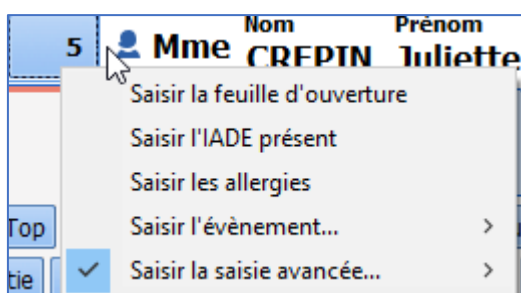 Nom Prénom
5 Mme CREPIN Juliette
Saisir la feuille d'ouverture
Saisir l'IADE présent
Saisir les allergies
Top Saisir l'évènement...
tie Saisir la saisie avancée...